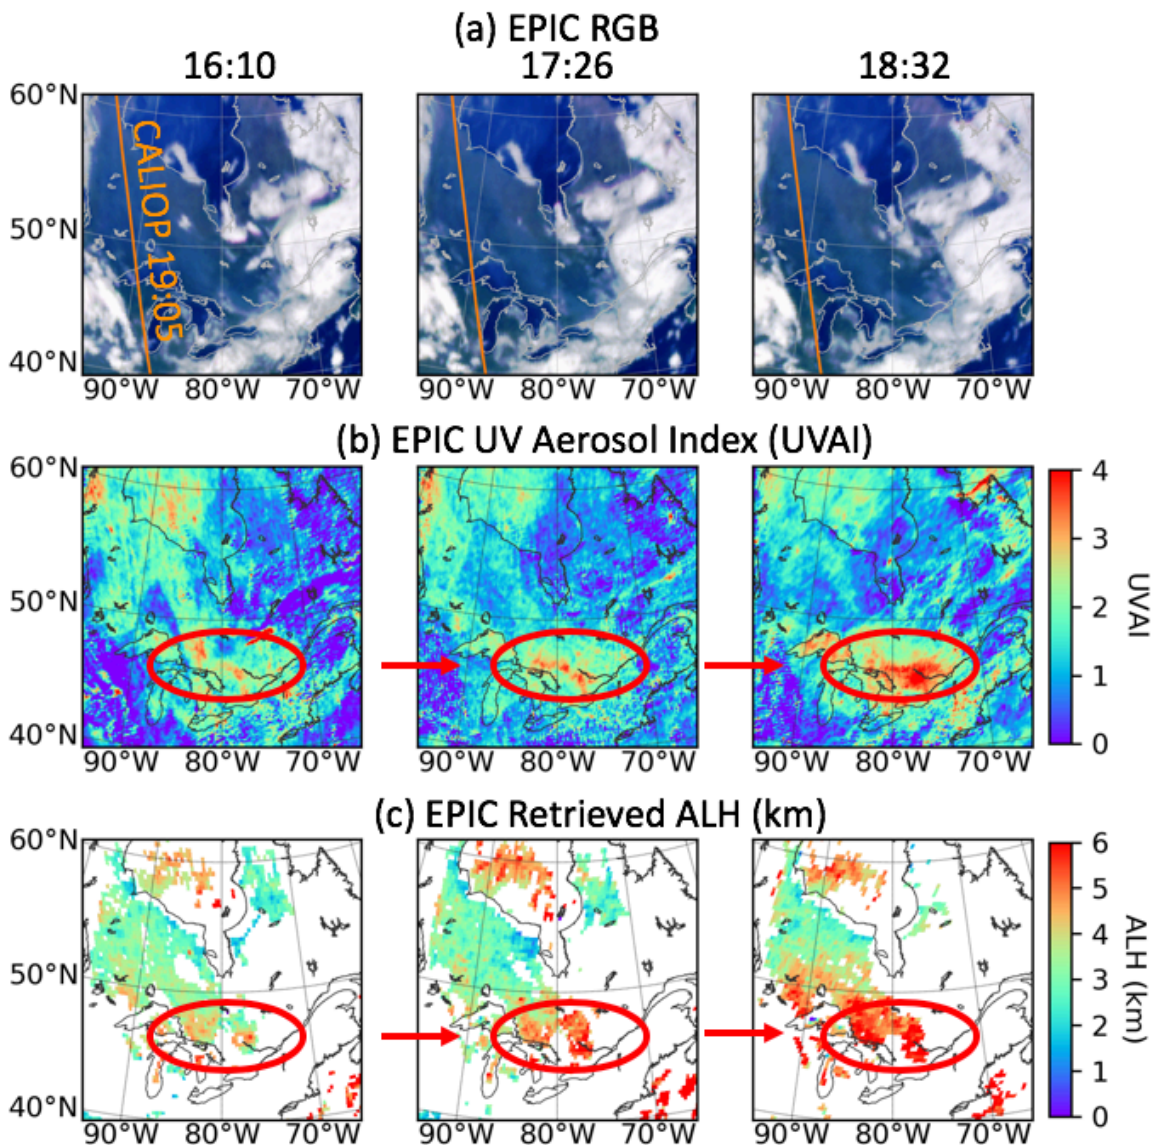 (a) EPIC RGB
16:10 17:26 18:32
60°N
CALIOP 19:05
50°N
40°N
90°W 80°W 70°W 90°W 80°W 70°W 90°W 80°W 70°W
(b) EPIC UV Aerosol Index (UVAI)
60°N
50°N
40°N
4
3
2
1
0
UVAI
90°W 80°W 70°W 90°W 80°W 70°W 90°W 80°W 70°W
(c) EPIC Retrieved ALH (km)
60°N
50°N
40°N
6
5
4
3
2
1
0
ALH (km)
90°W 80°W 70°W 90°W 80°W 70°W 90°W 80°W 70°W